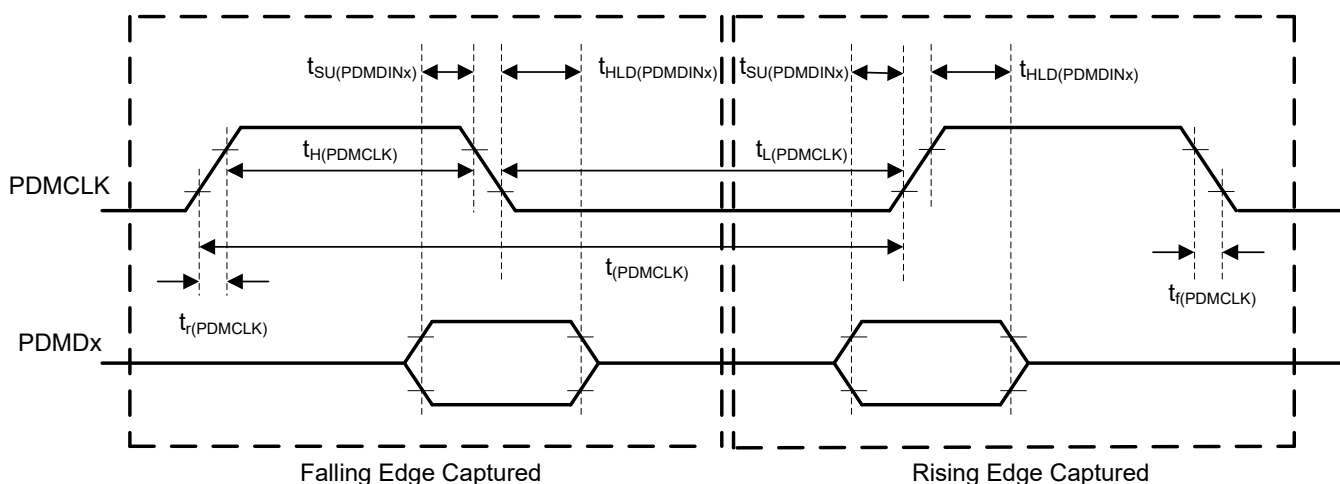 tSU(PDMDINx)
tHLD(PDMDINx)
tSU(PDMDINx)
tHLD(PDMDINx)
tH(PDMCLK)
tL(PDMCLK)
PDMCLK
t(PDMCLK)
tr(PDMCLK)
tf(PDMCLK)
PDMDx
Falling Edge Captured
Rising Edge Captured